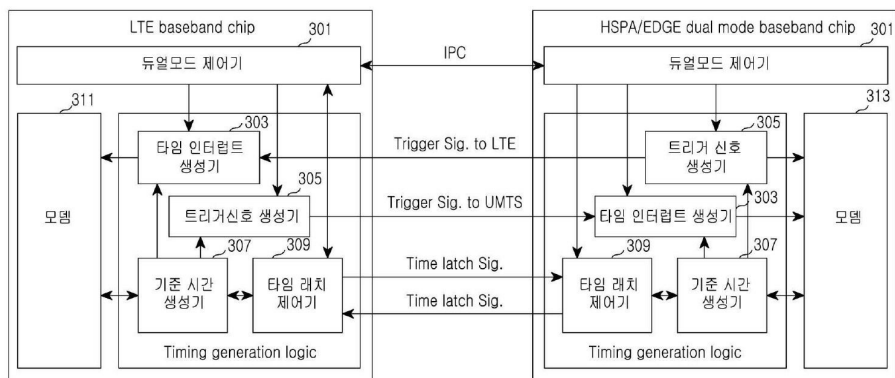 LTE baseband chip
301
듀얼모드 제어기
IPC
HSPA/EDGE dual mode baseband chip
301
듀얼모드 제어기
311
모뎀
303
타임 인터럽트
생성기
305
트리거신호 생성기
307
기준 시간
생성기
309
타임 래치
제어기
Timing generation logic
Trigger Sig. to LTE
Trigger Sig. to UMTS
Time latch Sig.
Time latch Sig.
305
트리거 신호
생성기
303
타임 인터럽트 생성기
309
타임 래치
제어기
307
기준 시간
생성기
Timing generation logic
313
모뎀